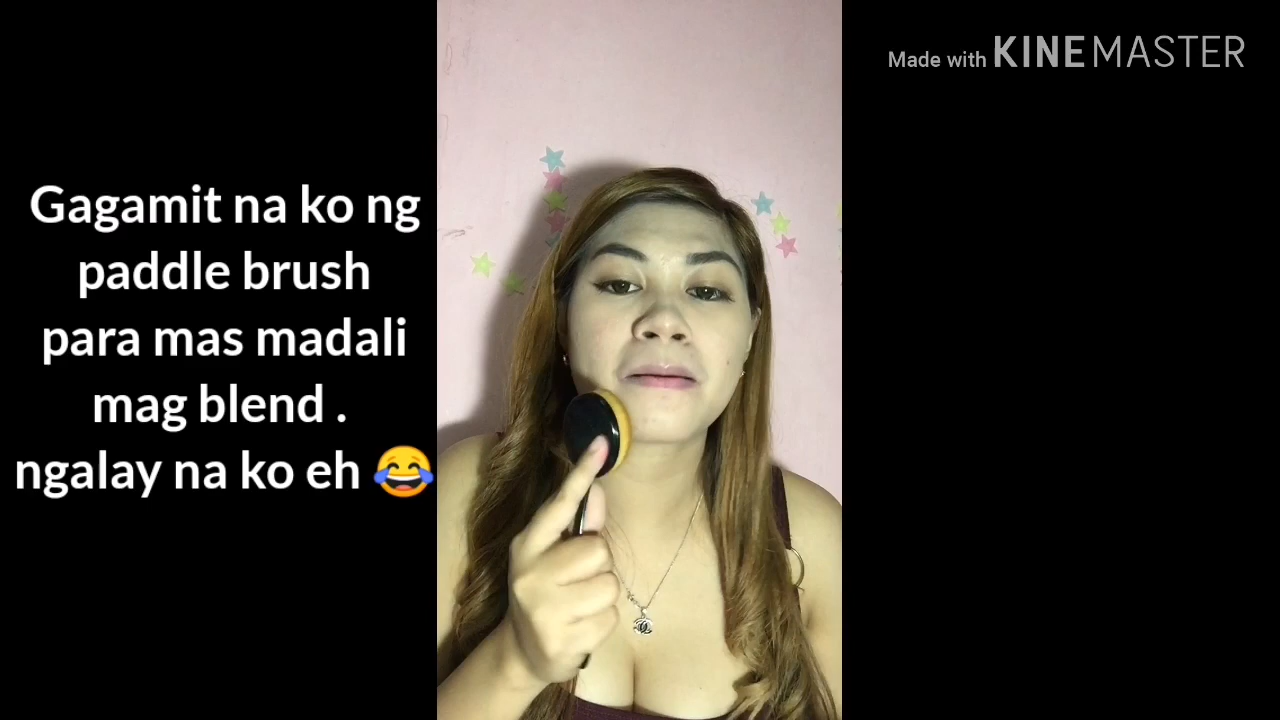 Gagamit na ko ng
paddle brush
para mas madali
mag blend .
ngalay na ko eh 😂
Made with KINEMASTER